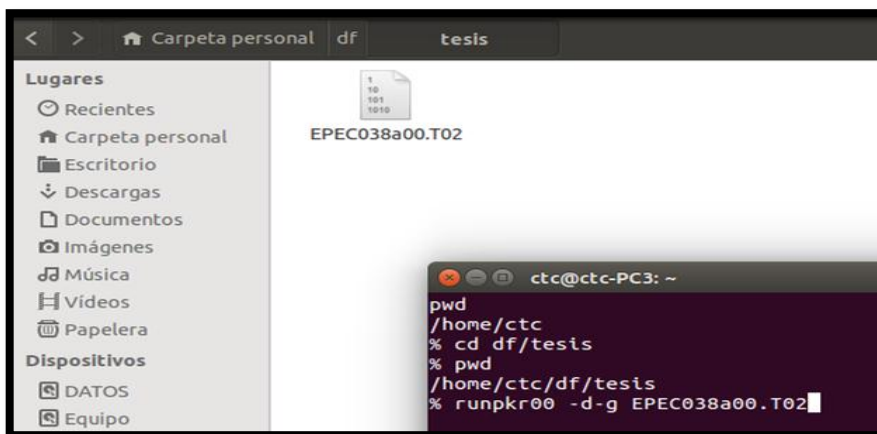 < > Carpeta personal df tesis
Lugares
Recientes
Carpeta personal
Escritorio
Descargas
Documentos
Imágenes
Música
Vídeos
Papelera
Dispositivos
DATOS
Equipo
1
10
101
1010
EPEC038a00.T02
ctc@ctc-PC3: ~
pwd
/home/ctc
% cd df/tesis
% pwd
/home/ctc/df/tesis
% runpkr00 -d-g EPEC038a00.T02